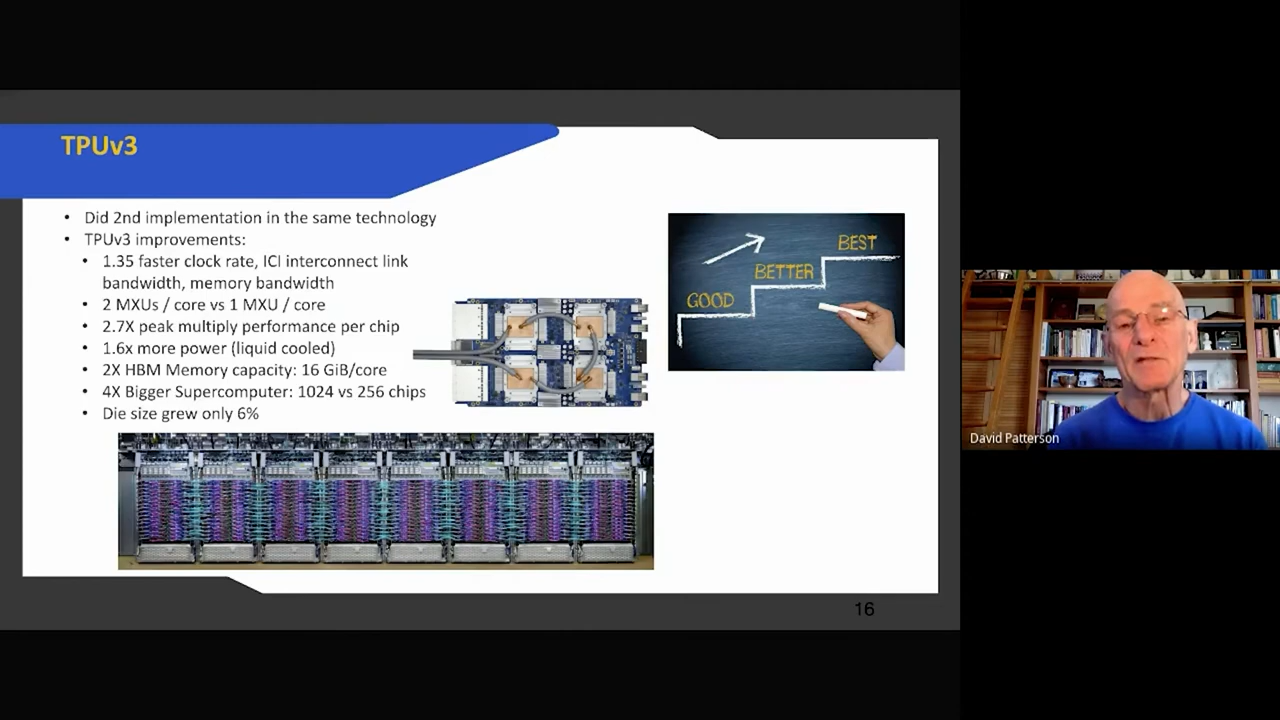 TPUv3
• Did 2nd implementation in the same technology
• TPUv3 improvements:
• 1.35 faster clock rate, ICI interconnect link
bandwidth, memory bandwidth
• 2 MXUs / core vs 1 MXU / core
• 2.7X peak multiply performance per chip
• 1.6x more power (liquid cooled)
• 2X HBM Memory capacity: 16 GiB/core
• 4X Bigger Supercomputer: 1024 vs 256 chips
• Die size grew only 6%
GOOD
BETTER
BEST
16
David Patterson